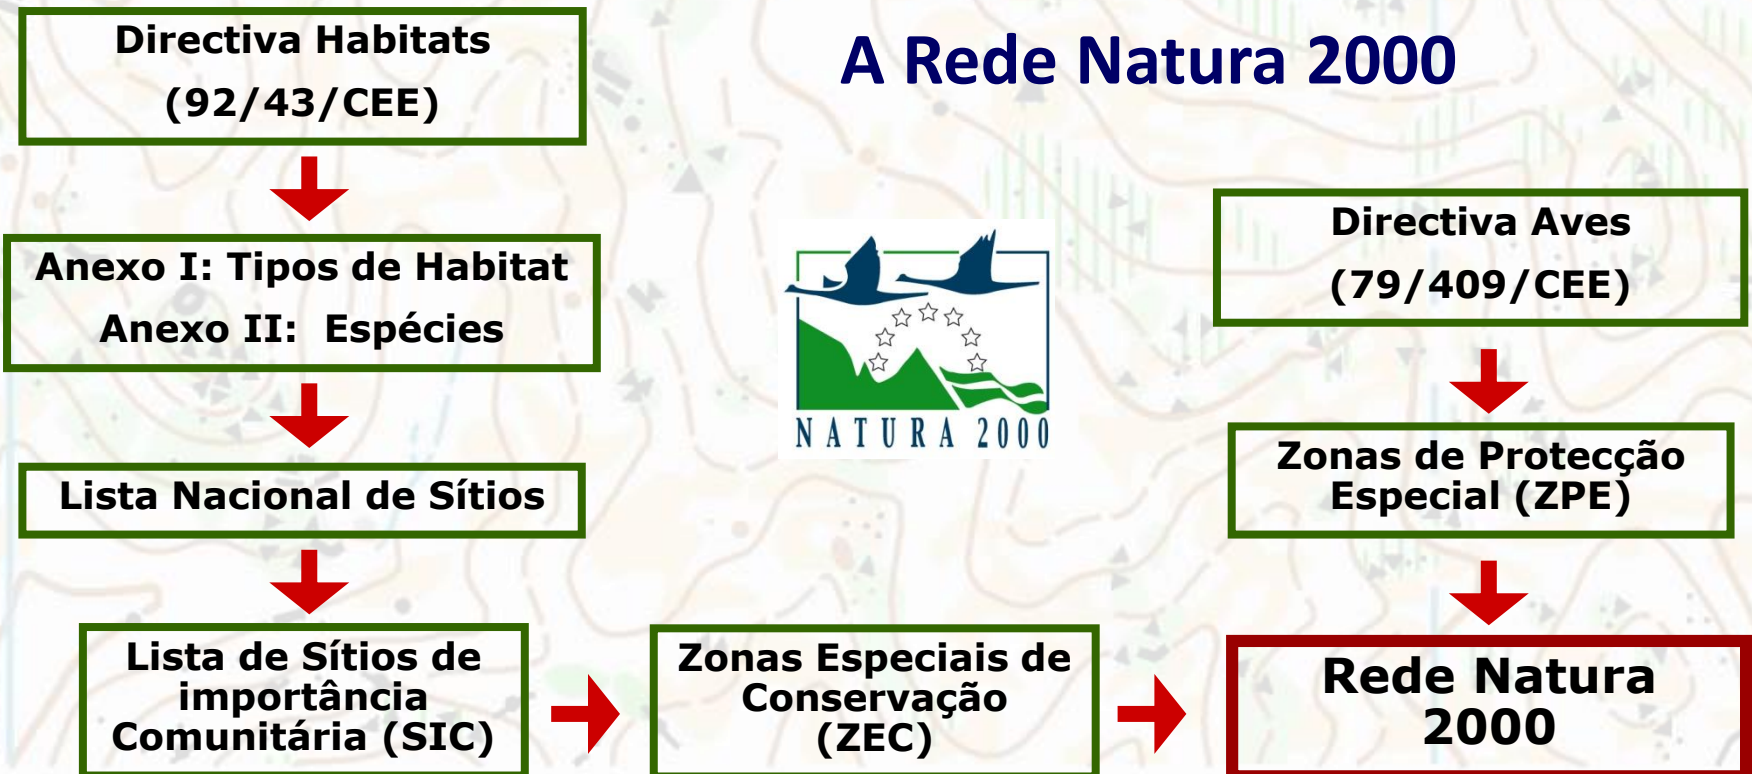 A Rede Natura 2000
Directiva Habitats
(92/43/CEE)
Anexo I: Tipos de Habitat
Anexo II:  Espécies
Lista Nacional de Sítios
Lista de Sítios de
importância
Comunitária (SIC)
Zonas Especiais de
Conservação
(ZEC)
NATURA 2000
Directiva Aves
(79/409/CEE)
Zonas de Protecção
Especial (ZPE)
Rede Natura
2000